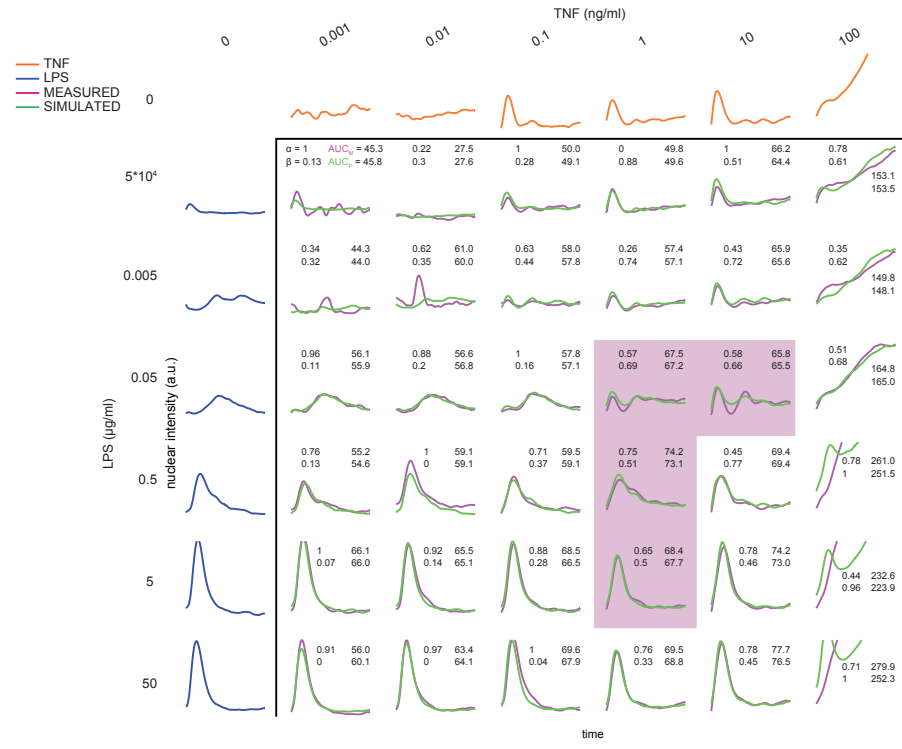 TNF (ng/ml)
0
0.001
0.01
0.1
1
10
100
TNF
LPS
MEASURED
SIMULATED
0
α = 1 AUC_M = 45.3 0.22 27.5 1 50.0 0 49.8 1 66.2 0.78
β = 0.13 AUC_P = 45.8 0.3 27.6 0.28 49.1 0.88 49.6 0.51 64.4 0.61
5*10⁴
153.1
153.5
0.34 44.3 0.62 61.0 0.63 58.0 0.26 57.4 0.43 65.9 0.35
0.32 44.0 0.35 60.0 0.44 57.8 0.74 57.1 0.72 65.6 0.62
0.005
149.8
148.1
0.96 56.1 0.88 56.6 1 57.8 0.57 67.5 0.58 65.8 0.51
0.11 55.9 0.2 56.8 0.16 57.1 0.69 67.2 0.66 65.5 0.68
0.05
164.8
165.0
LPS (µg/ml)
nuclear intensity (a.u.)
0.76 55.2 1 59.1 0.71 59.5 0.75 74.2 0.45 69.4 0.78 261.0
0.13 54.6 0 59.1 0.37 59.1 0.51 73.1 0.77 69.4 1 251.5
0.5
1 66.1 0.92 65.5 0.88 68.5 0.65 68.4 0.78 74.2 0.44 232.6
0.07 66.0 0.14 65.1 0.28 66.5 0.5 67.7 0.46 73.0 0.96 223.9
5
0.91 56.0 0.97 63.4 1 69.6 0.76 69.5 0.78 77.7 0.71 279.9
0 60.1 0 64.1 0.04 67.9 0.33 68.8 0.45 76.5 1 252.3
50
time